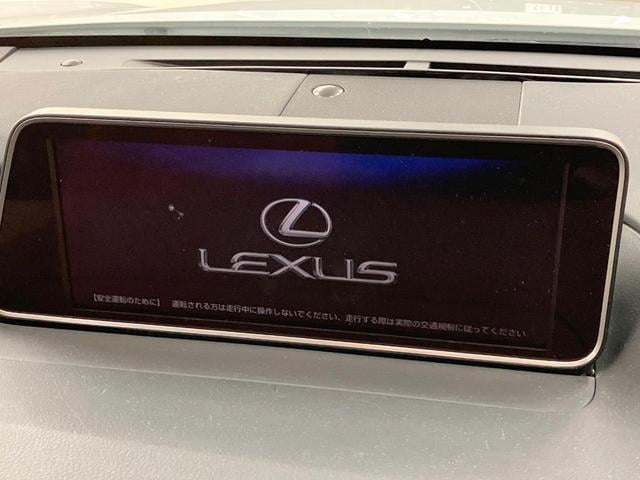 LEXUS
【安全運転のために】 運転される方は走行中に操作しないでください、走行する際は実際の交通規制に従ってください